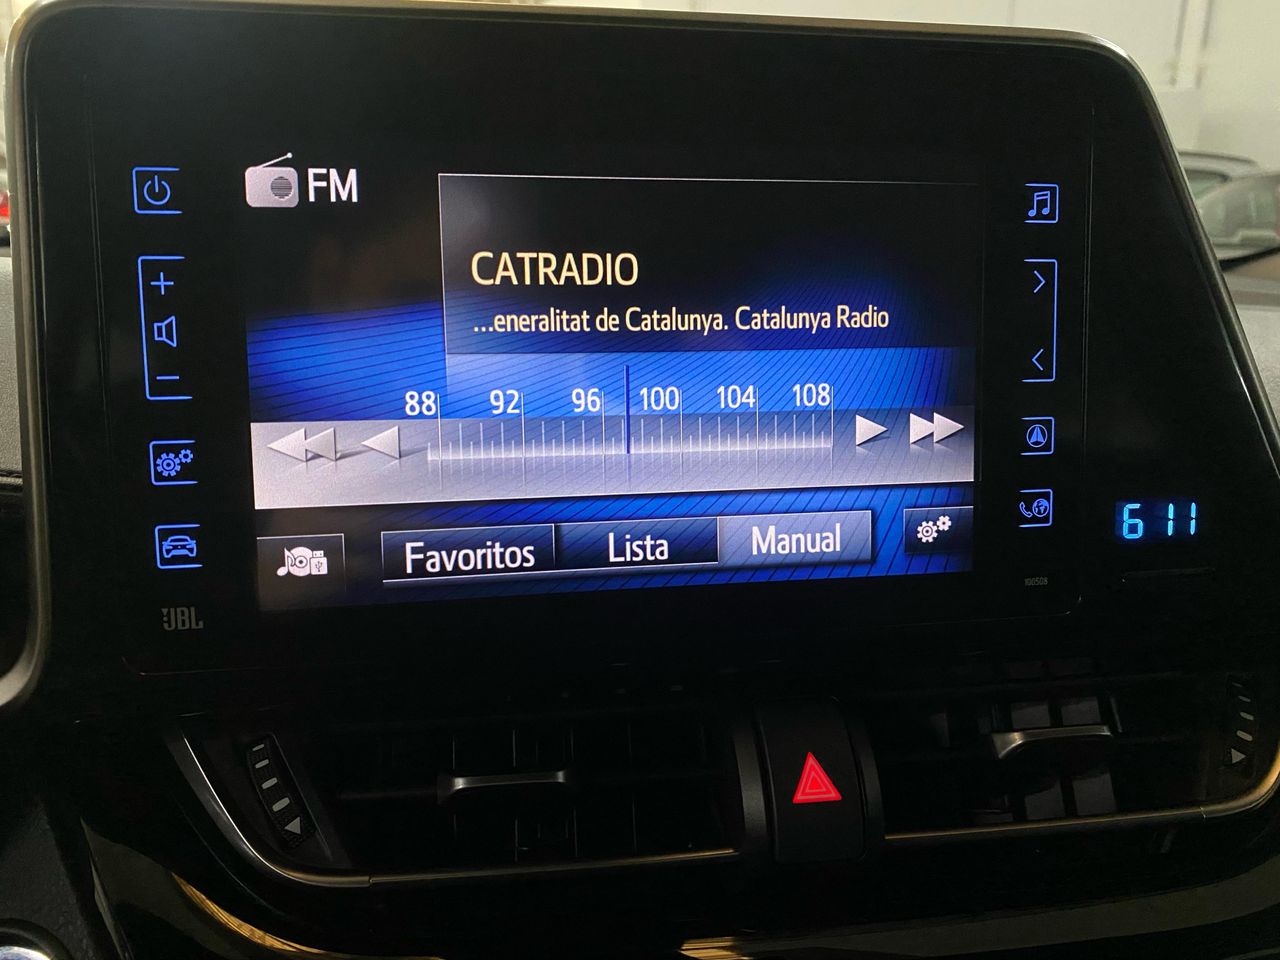 FM
CATRADIO
...eneralitat de Catalunya. Catalunya Radio
88 92 96 100 104 108
Favoritos Lista Manual
6 11
100508
JBL